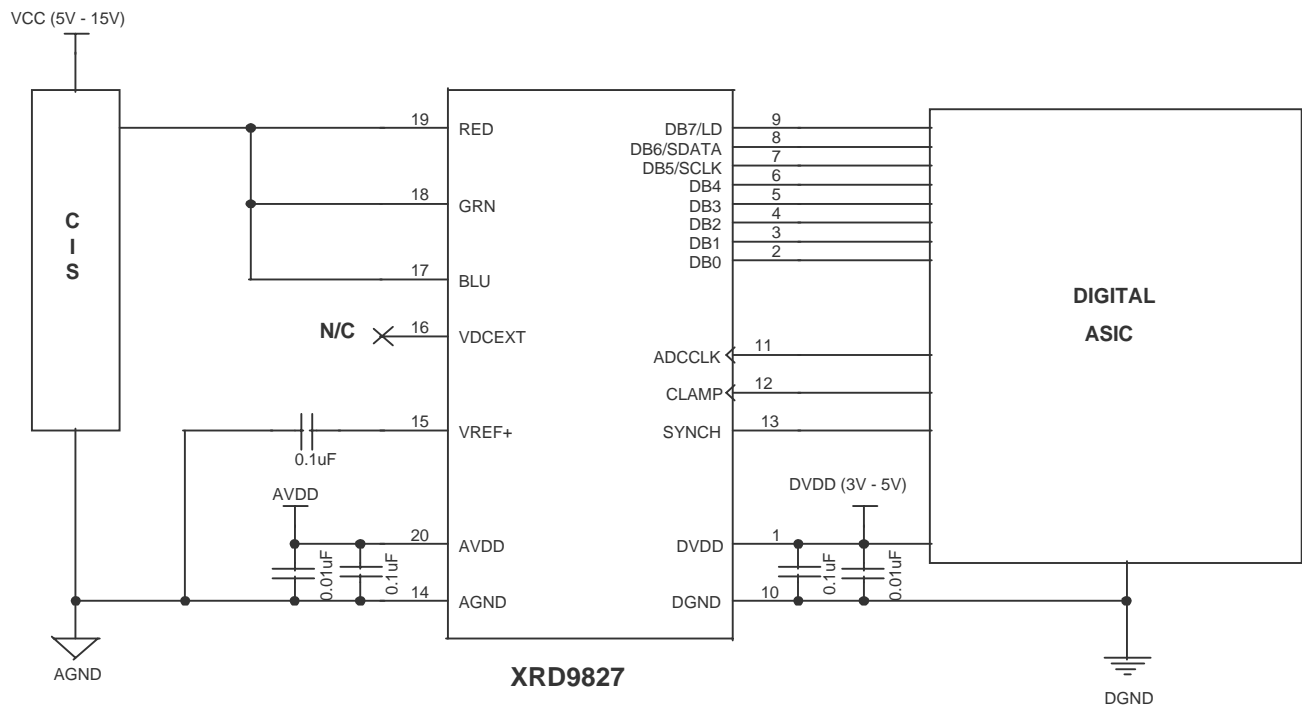 VCC (5V - 15V)
C
I
S
19
RED
18
GRN
17
BLU
N/C
16
VDCEXT
15
VREF+
0.1uF
AVDD
20
AVDD
0.01uF
0.1uF
14
AGND
AGND
DB7/LD
9
DB6/SDATA
8
DB5/SCLK
7
DB4
6
DB3
5
DB2
4
DB1
3
DB0
2
ADCCLK
11
CLAMP
12
SYNCH
13
DVDD (3V - 5V)
DVDD
1
0.1uF
0.01uF
DGND
10
XRD9827
DIGITAL
ASIC
DGND